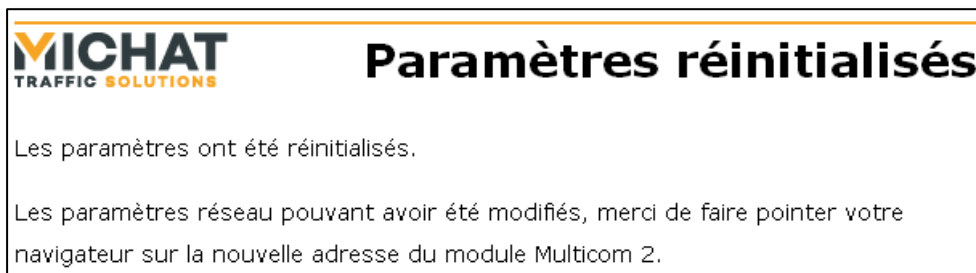 MICHAT
TRAFFIC SOLUTIONS
Paramètres réinitialisés
Les paramètres ont été réinitialisés.
Les paramètres réseau pouvant avoir été modifiés, merci de faire pointer votre
navigateur sur la nouvelle adresse du module Multicom 2.